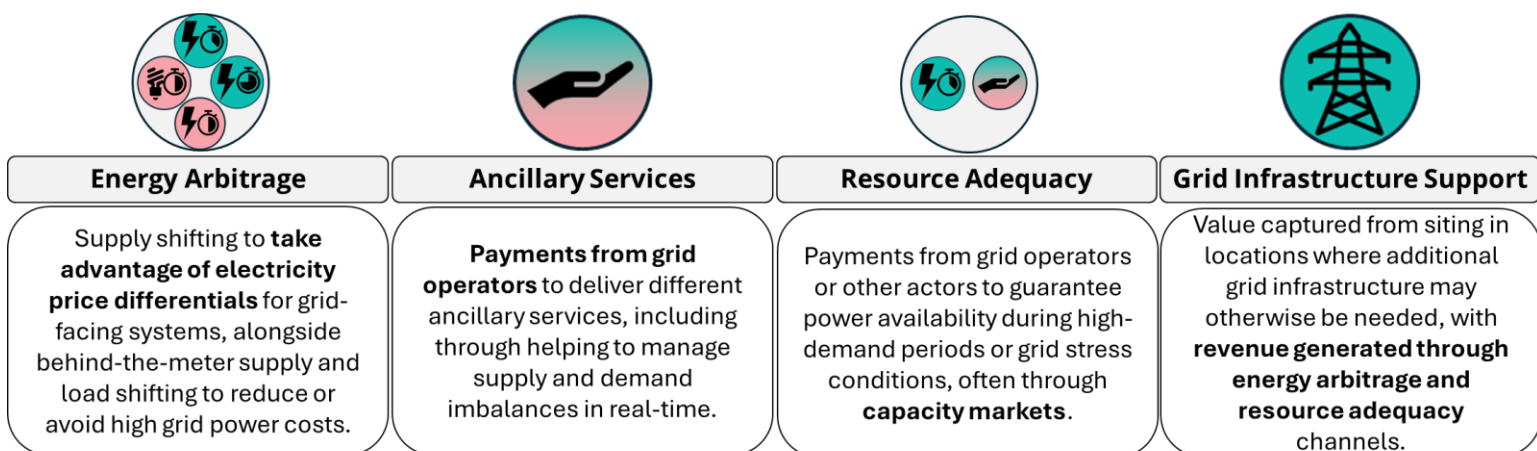 Energy Arbitrage
Supply shifting to take
advantage of electricity
price differentials for grid-
facing systems, alongside
behind-the-meter supply and
load shifting to reduce or
avoid high grid power costs.
Ancillary Services
Payments from grid
operators to deliver different
ancillary services, including
through helping to manage
supply and demand
imbalances in real-time.
Resource Adequacy
Payments from grid operators
or other actors to guarantee
power availability during high-
demand periods or grid stress
conditions, often through
capacity markets.
Grid Infrastructure Support
Value captured from siting in
locations where additional
grid infrastructure may
otherwise be needed, with
revenue generated through
energy arbitrage and
resource adequacy
channels.